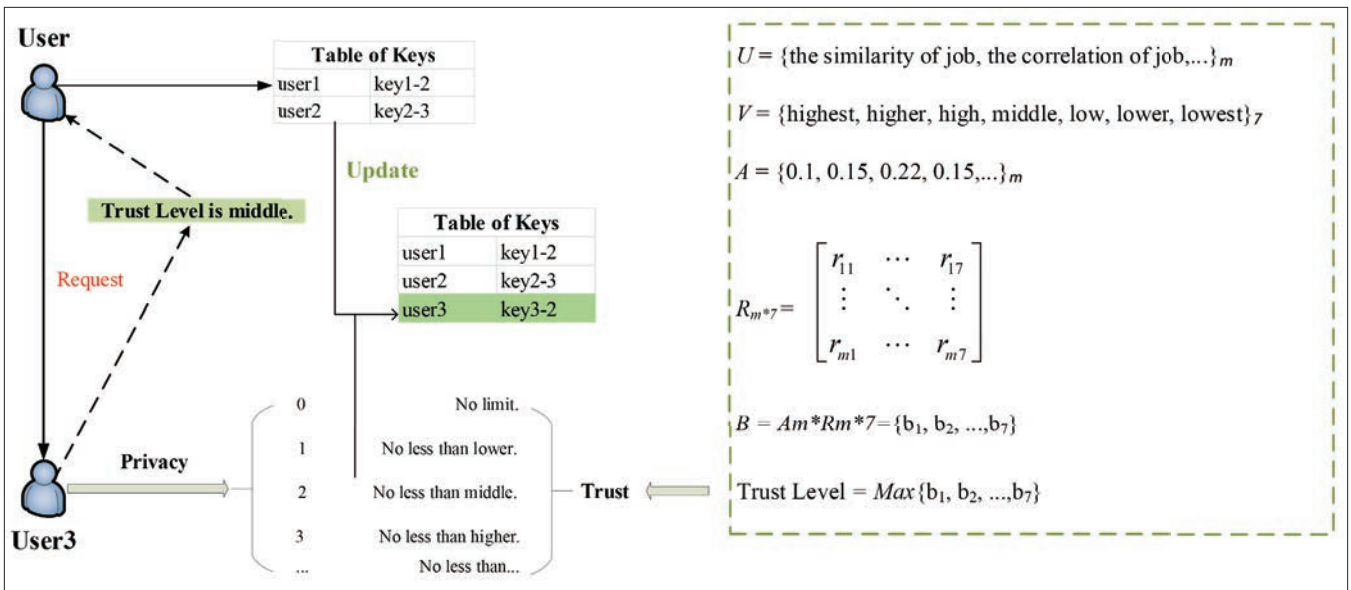 User
Table of Keys
user1 key1-2
user2 key2-3
Update
Trust Level is middle.
Table of Keys
user1 key1-2
user2 key2-3
user3 key3-2
Request
0 No limit.
1 No less than lower.
Privacy
2 No less than middle.
Trust
3 No less than higher.
... No less than...
User3
U = {the similarity of job, the correlation of job,...}m
V = {highest, higher, high, middle, low, lower, lowest}7
A = {0.1, 0.15, 0.22, 0.15,...}m
r11 ⋯ r17
⋮ ⋱ ⋮
Rm*7 =
rm1 ⋯ rm7
B = Am*Rm*7={b1, b2, ...,b7}
Trust Level = Max{b1, b2, ...,b7}